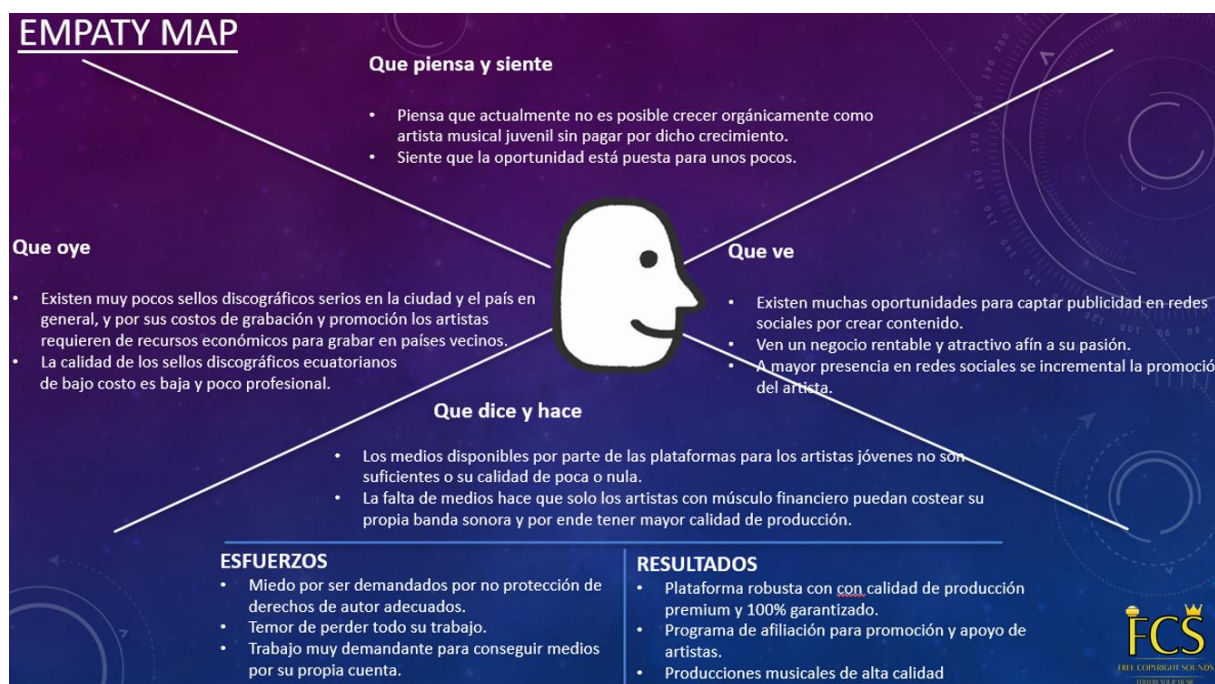 EMPATY MAP
Que piensa y siente
• Piensa que actualmente no es posible crecer orgánicamente como
artista musical juvenil sin pagar por dicho crecimiento.
• Siente que la oportunidad está puesta para unos pocos.
Que oye
• Existen muy pocos sellos discográficos serios en la ciudad y el país en
general, y por sus costos de grabación y promoción los artistas
requieren de recursos económicos para grabar en países vecinos.
• La calidad de los sellos discográficos ecuatorianos
de bajo costo es baja y poco profesional.
Que ve
• Existen muchas oportunidades para captar publicidad en redes
sociales por crear contenido.
• Ven un negocio rentable y atractivo afín a su pasión.
• A mayor presencia en redes sociales se incremental la promoció
del artista.
Que dice y hace
• Los medios disponibles por parte de las plataformas para los artistas jóvenes no son
suficientes o su calidad de poca o nula.
• La falta de medios hace que solo los artistas con músculo financiero puedan costear su
propia banda sonora y por ende tener mayor calidad de producción.
ESFUERZOS
• Miedo por ser demandados por no protección de
derechos de autor adecuados.
• Temor de perder todo su trabajo.
• Trabajo muy demandante para conseguir medios
por su propia cuenta.
RESULTADOS
• Plataforma robusta con con calidad de producción
premium y 100% garantizado.
• Programa de afiliación para promoción y apoyo de
artistas.
• Producciones musicales de alta calidad
FCS
FREE COPYRIGHT SOUNDS
FOLLOW YOUR MUSIC